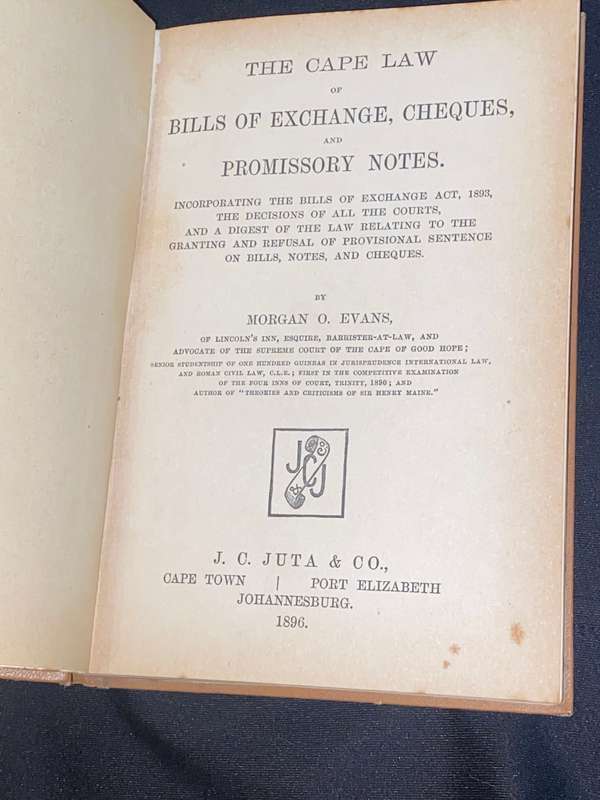 THE CAPE LAW
OF
BILLS OF EXCHANGE, CHEQUES,
AND
PROMISSORY NOTES.
INCORPORATING THE BILLS OF EXCHANGE ACT, 1893,
THE DECISIONS OF ALL THE COURTS,
AND A DIGEST OF THE LAW RELATING TO THE
GRANTING AND REFUSAL OF PROVISIONAL SENTENCE
ON BILLS, NOTES, AND CHEQUES.
BY
MORGAN O. EVANS,
OF LINCOLN'S INN, ESQUIRE, BARRISTER-AT-LAW, AND
ADVOCATE OF THE SUPREME COURT OF THE CAPE OF GOOD HOPE;
SENIOR STUDENTSHIP OF ONE HUNDRED GUINEAS IN JURISPRUDENCE INTERNATIONAL LAW,
AND ROMAN CIVIL LAW, C.L.E.; FIRST IN THE COMPETITIVE EXAMINATION
OF THE FOUR INNS OF COURT, TRINITY, 1890; AND
AUTHOR OF "THEORIES AND CRITICISMS OF SIR HENRY MAINE."
J C J
&
J. C. JUTA & CO.,
CAPE TOWN | PORT ELIZABETH
JOHANNESBURG.
1896.